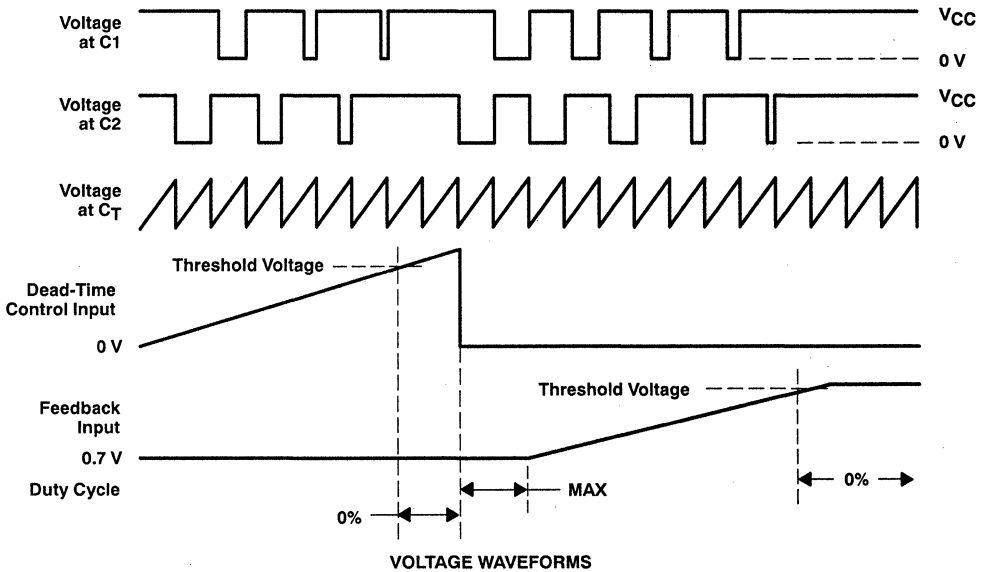 Voltage
at C1
VCC
0 V
Voltage
at C2
VCC
0 V
Voltage
at CT
Threshold Voltage
Dead-Time
Control Input
0 V
Threshold Voltage
Feedback
Input
0.7 V
Duty Cycle
MAX
0%
0%
VOLTAGE WAVEFORMS